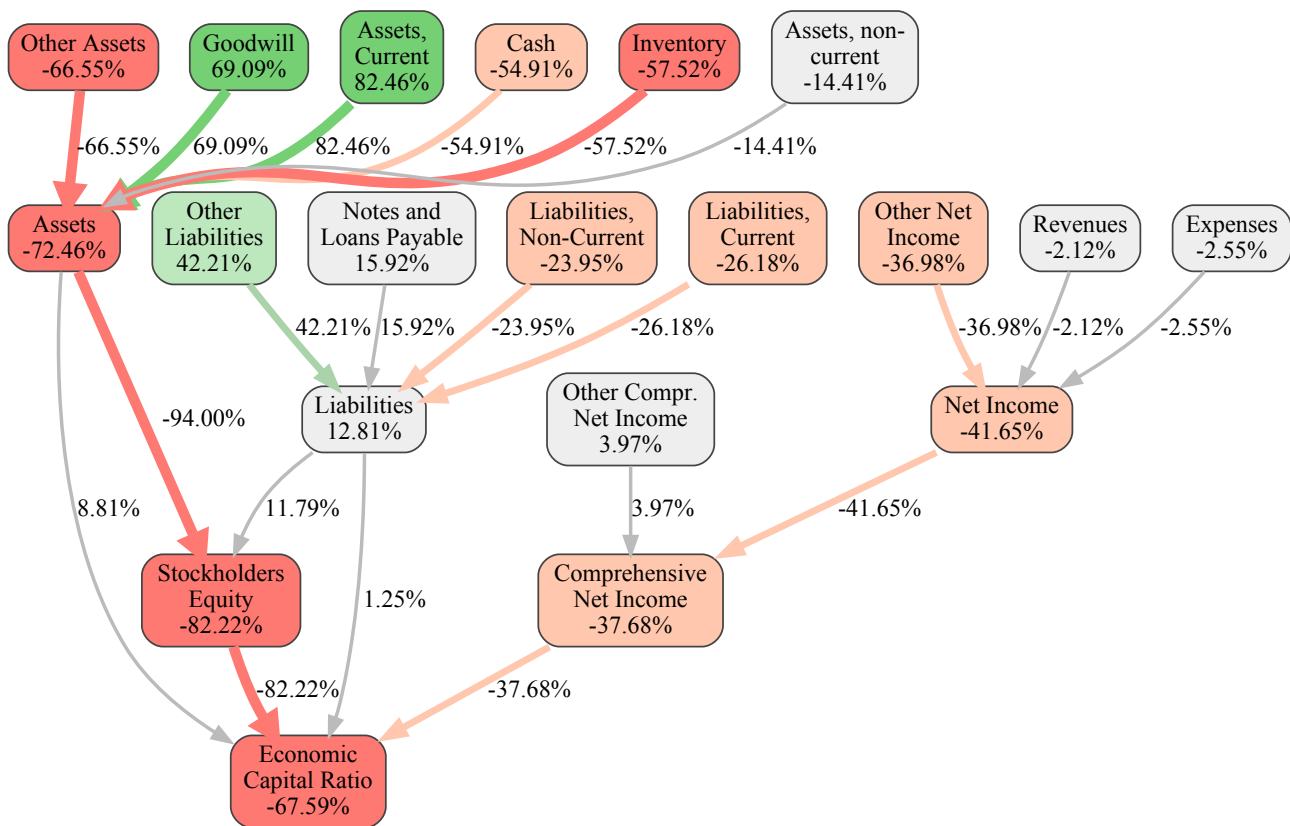 Other Assets
-66.55%
Goodwill
69.09%
Assets,
Current
82.46%
Cash
-54.91%
Inventory
-57.52%
Assets, non-
current
-14.41%
-66.55%
69.09%
82.46%
-54.91%
-57.52%
-14.41%
Assets
-72.46%
Other
Liabilities
42.21%
Notes and
Loans Payable
15.92%
Liabilities,
Non-Current
-23.95%
Liabilities,
Current
-26.18%
Other Net
Income
-36.98%
Revenues
-2.12%
Expenses
-2.55%
42.21%
15.92%
-23.95%
-26.18%
-36.98%
-2.12%
-2.55%
-94.00%
Liabilities
12.81%
Other Compr.
Net Income
3.97%
Net Income
-41.65%
8.81%
11.79%
3.97%
-41.65%
Stockholders
Equity
-82.22%
1.25%
Comprehensive
Net Income
-37.68%
-82.22%
-37.68%
Economic
Capital Ratio
-67.59%